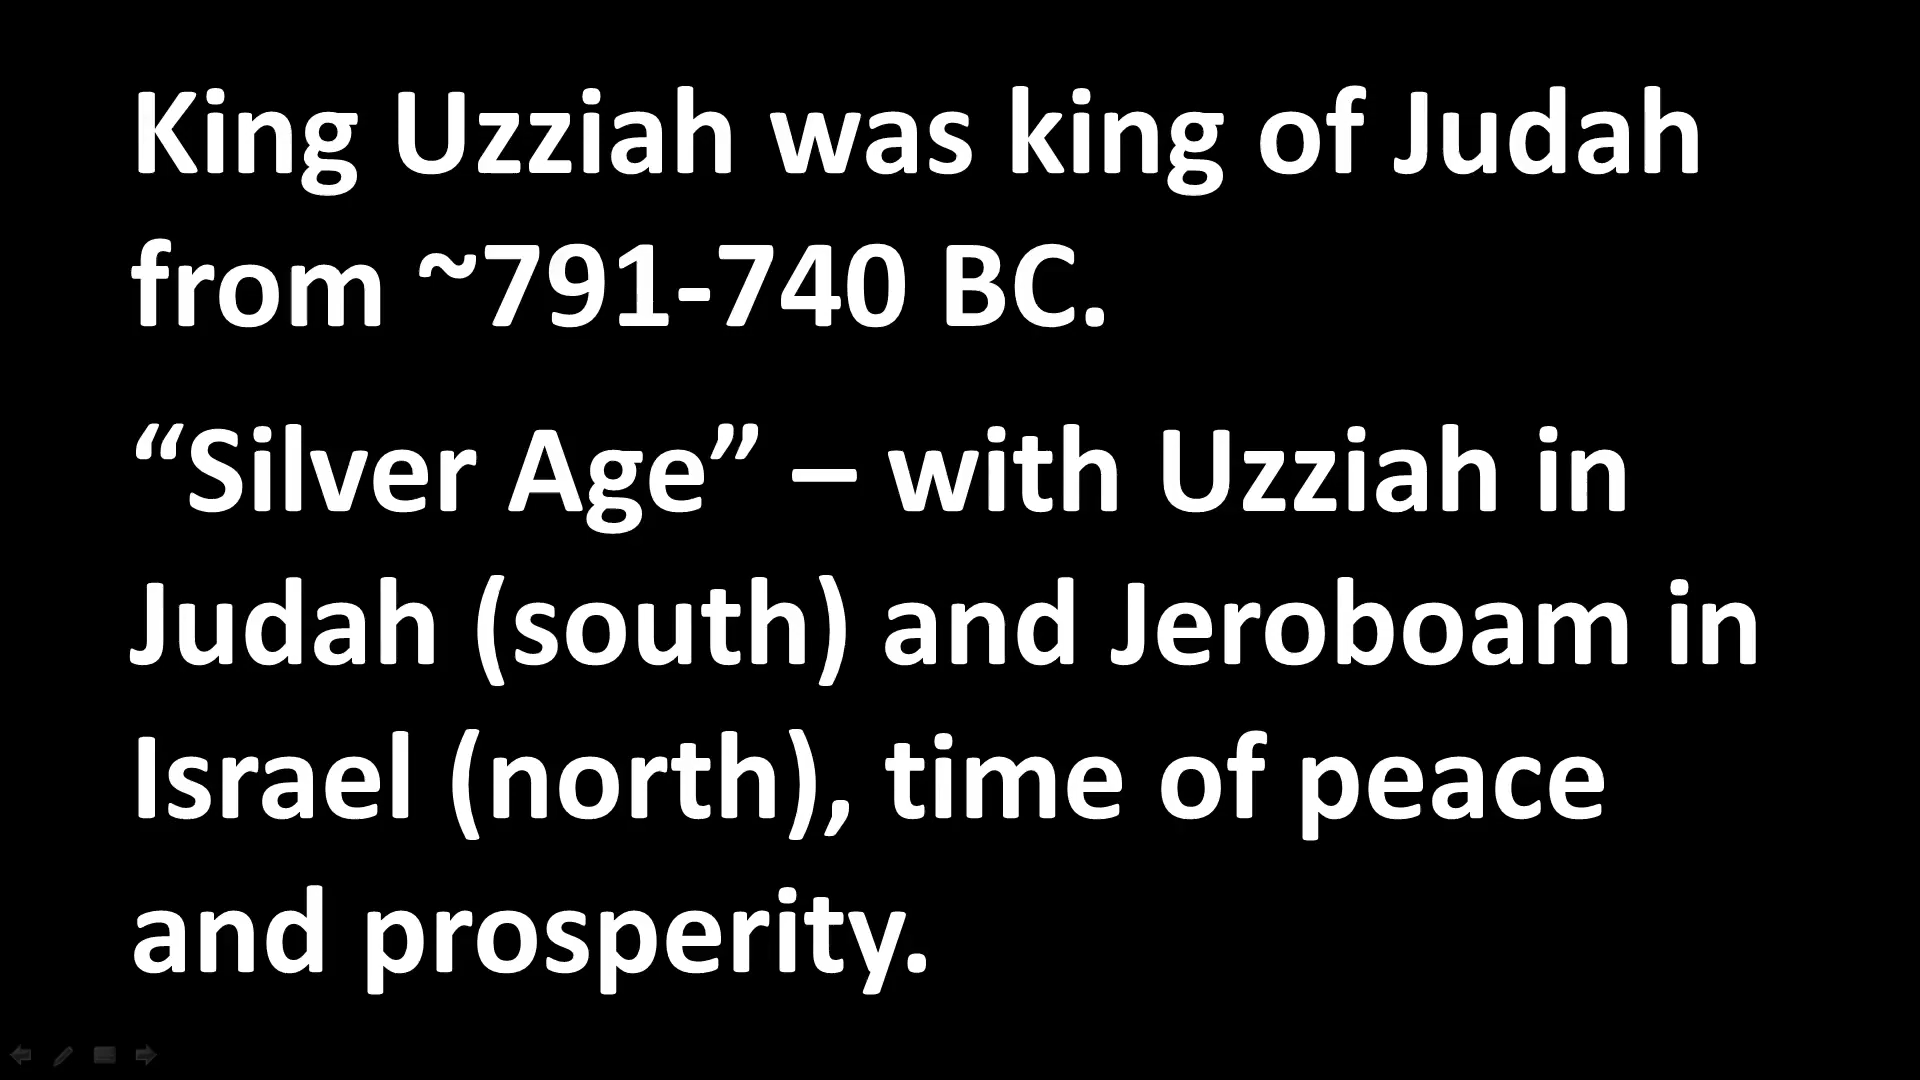 King Uzziah was king of Judah
from ~791-740 BC.
“Silver Age” – with Uzziah in
Judah (south) and Jeroboam in
Israel (north), time of peace
and prosperity.